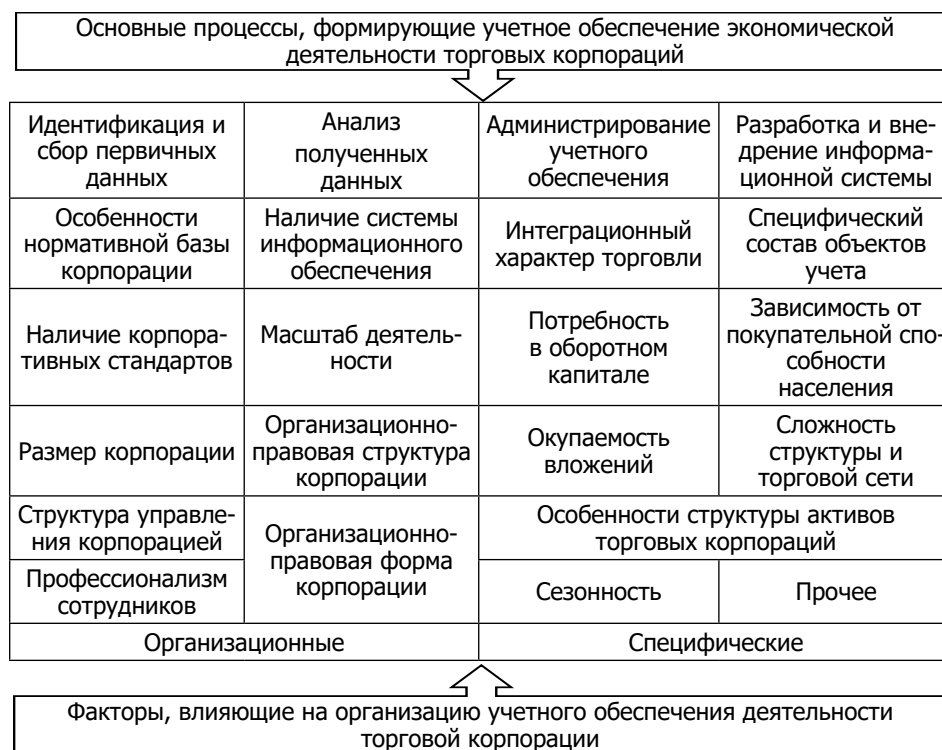 Основные процессы, формирующие учетное обеспечение экономической
деятельности торговых корпораций
Идентификация и
сбор первичных
данных
Анализ
полученных
данных
Администрирование
учетного
обеспечения
Разработка и вне-
дрение информа-
ционной системы
Особенности
нормативной базы
корпорации
Наличие системы
информационного
обеспечения
Интеграционный
характер торговли
Специфический
состав объектов
учета
Наличие корпора-
тивных стандартов
Масштаб деятель-
ности
Потребность
в оборотном
капитале
Зависимость от
покупательной спо-
собности
населения
Размер корпорации
Организационно-
правовая структура
корпорации
Окупаемость
вложений
Сложность
структуры и
торговой сети
Структура управле-
ния корпорацией
Организационно-
правовая форма
корпорации
Особенности структуры активов
торговых корпораций
Профессионализм
сотрудников
Сезонность
Прочее
Организационные
Специфические
Факторы, влияющие на организацию учетного обеспечения деятельности
торговой корпорации